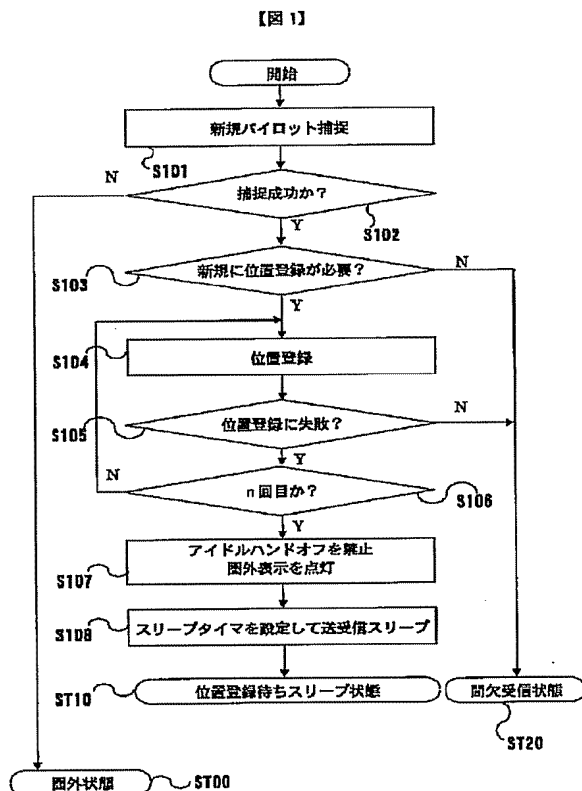 【図1】
開始
新規パイロット捕捉
S101
N
捕捉成功か？
S102
Y
S103
新規に位置登録が必要？
N
Y
S104
位置登録
S105
位置登録に失敗？
N
Y
N
n回目か？
S106
Y
S107
アイドルハンドオフを禁止
圏外表示を点灯
S108
スリープタイマを設定して送受信スリープ
ST10
位置登録待ちスリープ状態
間欠受信状態
ST20
圏外状態
ST00